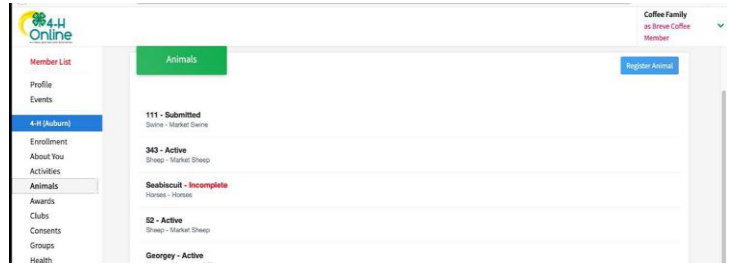 4-H
Online
Coffee Family
as Breve Coffee
Member
Member List
Profile
Events
4-H (Auburn)
Enrollment
About You
Activities
Animals
Awards
Clubs
Consents
Groups
Health
Animals
Register Animal
111 - Submitted
Swine - Market Swine
343 - Active
Sheep - Market Sheep
Seabiscuit - Incomplete
Horses - Horses
52 - Active
Sheep - Market Sheep
Georgey - Active